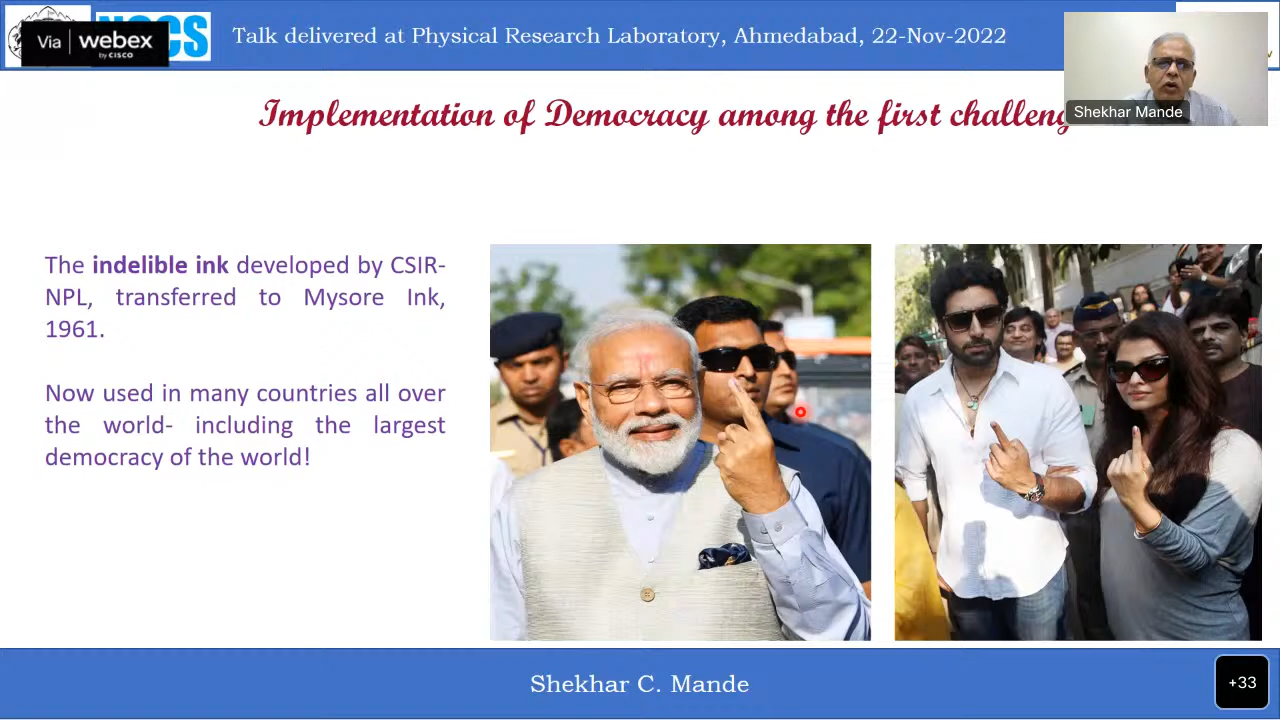 Via webex
by CISCO
CS
Talk delivered at Physical Research Laboratory, Ahmedabad, 22-Nov-2022
Shekhar Mande
Implementation of Democracy among the first challeng
The indelible ink developed by CSIR-
NPL, transferred to Mysore Ink,
1961.
Now used in many countries all over
the world- including the largest
democracy of the world!
Shekhar C. Mande
+33